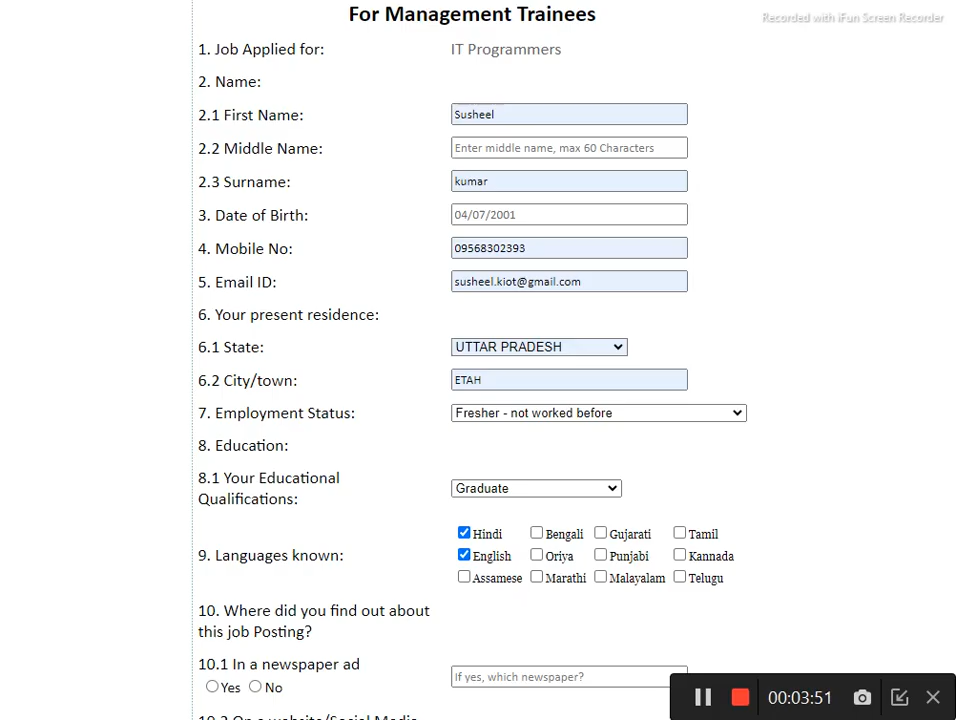 For Management Trainees
Recorded with iFun Screen Recorder
1. Job Applied for: IT Programmers
2. Name:
2.1 First Name: Susheel
2.2 Middle Name: Enter middle name, max 60 Characters
2.3 Surname: kumar
3. Date of Birth: 04/07/2001
4. Mobile No: 09568302393
5. Email ID: susheel.kiot@gmail.com
6. Your present residence:
6.1 State: UTTAR PRADESH
6.2 City/town: ETAH
7. Employment Status: Fresher - not worked before
8. Education:
8.1 Your Educational
Qualifications: Graduate
Hindi Bengali Gujarati Tamil
9. Languages known: English Oriya Punjabi Kannada
Assamese Marathi Malayalam Telugu
10. Where did you find out about
this job Posting?
10.1 In a newspaper ad
Yes No If yes, which newspaper?
00:03:51
10.2 On a website/Social Media